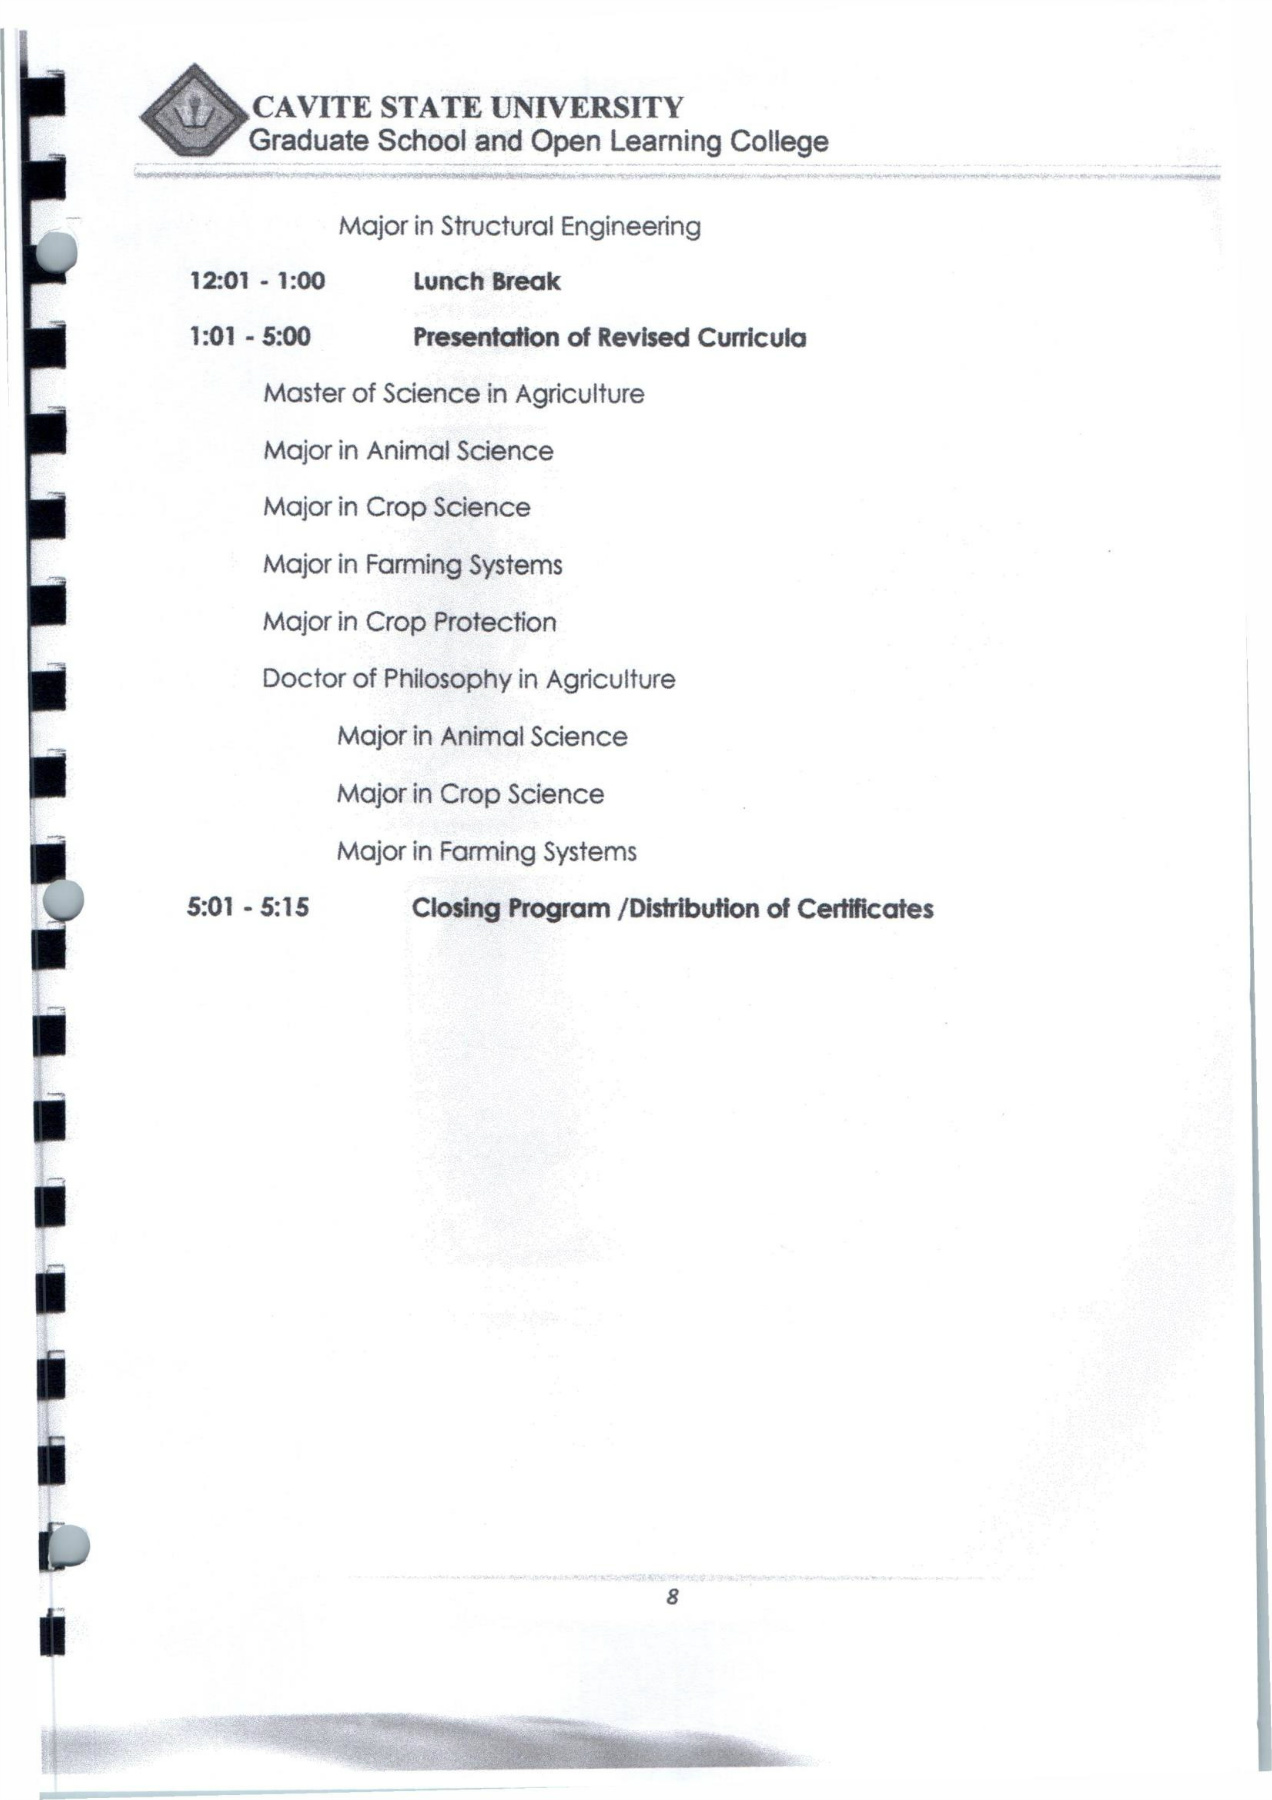 CAVITE STATE UNIVERSITY
Graduate School and Open Learning College
Major in Structural Engineering
12:01 - 1:00 Lunch Break
1:01 - 5:00 Presentation of Revised Curricula
Master of Science in Agriculture
Major in Animal Science
Major in Crop Science
Major in Farming Systems
Major in Crop Protection
Doctor of Philosophy in Agriculture
Major in Animal Science
Major in Crop Science
Major in Farming Systems
5:01 - 5:15 Closing Program /Distribution of Certificates
8